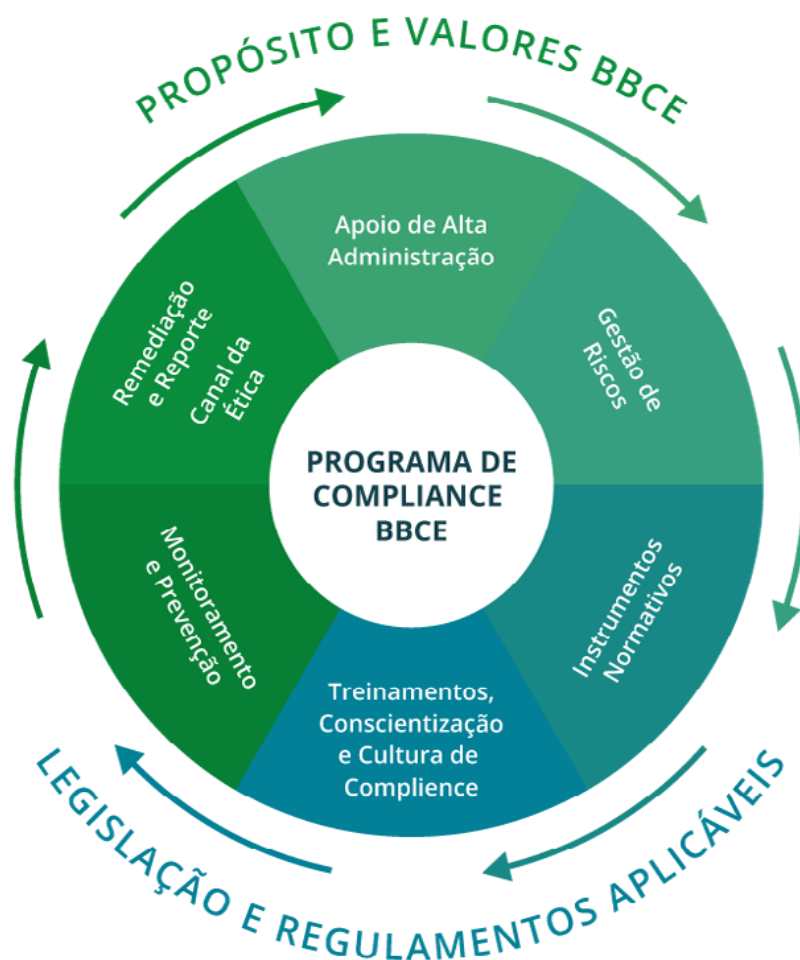 PROPÓSITO E VALORES BBCE
Apoio de Alta
Administração
Gestão de
Riscos
Instrumentos
Normativos
Treinamentos,
Conscientização
e Cultura de
Complience
Monitoramento
e Prevenção
Remediação
e Reporte
Canal da
Ética
PROGRAMA DE
COMPLIANCE
BBCE
LEGISLAÇÃO E REGULAMENTOS APLICÁVEIS